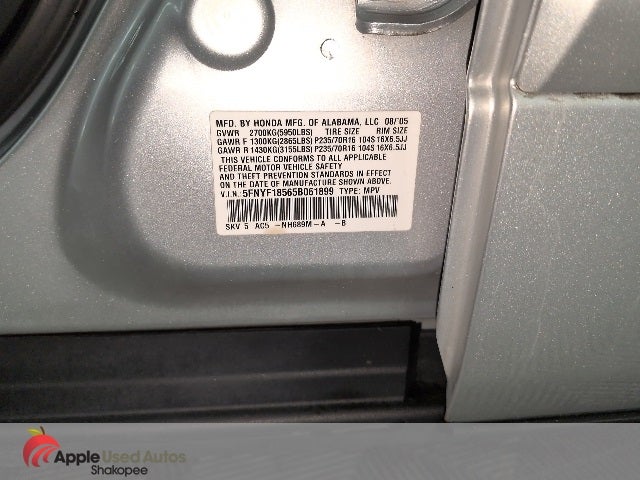 MFD. BY HONDA MFG. OF ALABAMA, LLC 08/'05
GVWR 2700KG(5950LBS) TIRE SIZE RIM SIZE
GAWR F 1300KG(2865LBS) P235/70R16 104S 16X6.5JJ
GAWR R 1430KG(3155LBS) P235/70R16 104S 16X6.5JJ
THIS VEHICLE CONFORMS TO ALL APPLICABLE
FEDERAL MOTOR VEHICLE SAFETY
AND THEFT PREVENTION STANDARDS IN EFFECT
ON THE DATE OF MANUFACTURE SHOWN ABOVE.
V.I.N. 5FNYF18565B061899 TYPE: MPV
SKV 5 AC5 -NH689M-A -B
Apple Used Autos
Shakopee